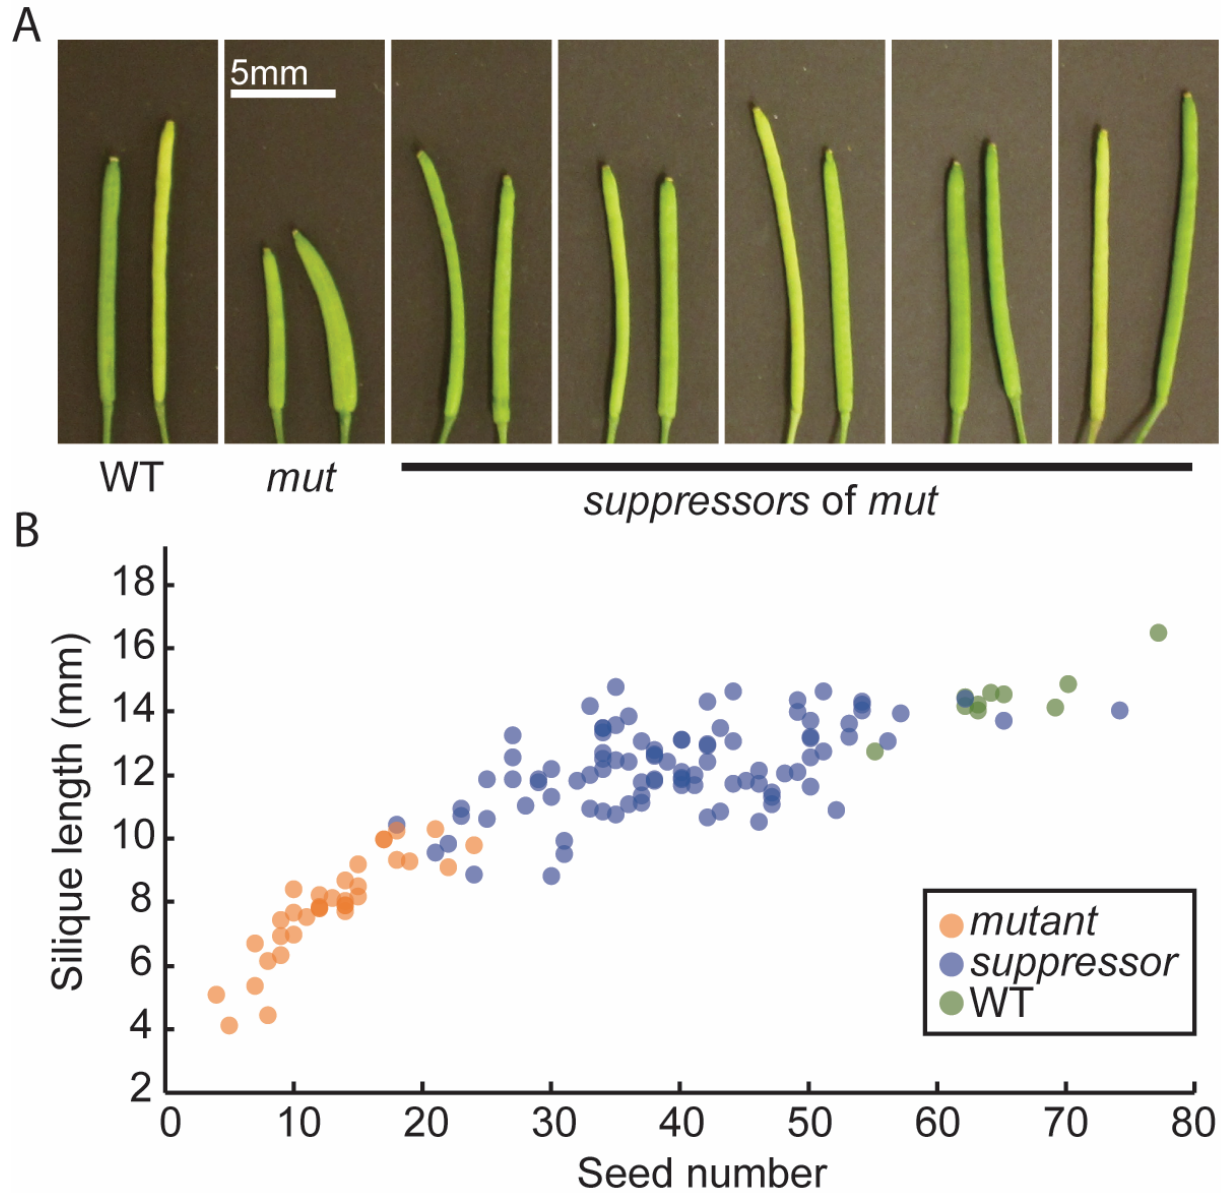 A
5mm
WT
mut
suppressors of mut
B
18
16
14
12
10
8
6
4
2
Silique length (mm)
0 10 20 30 40 50 60 70 80
Seed number
mutant
suppressor
WT